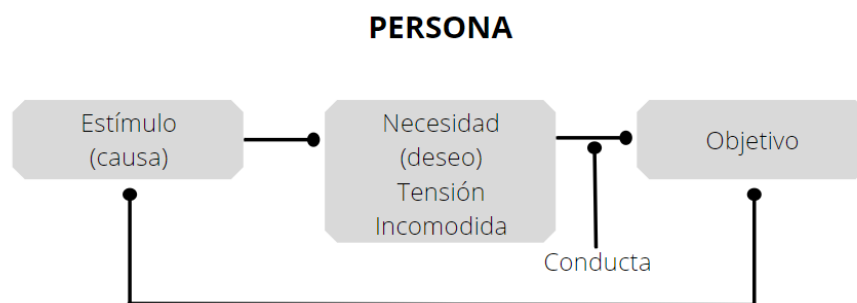 PERSONA
Estímulo
(causa)
Necesidad
(deseo)
Tensión
Incomodida
Objetivo
Conducta